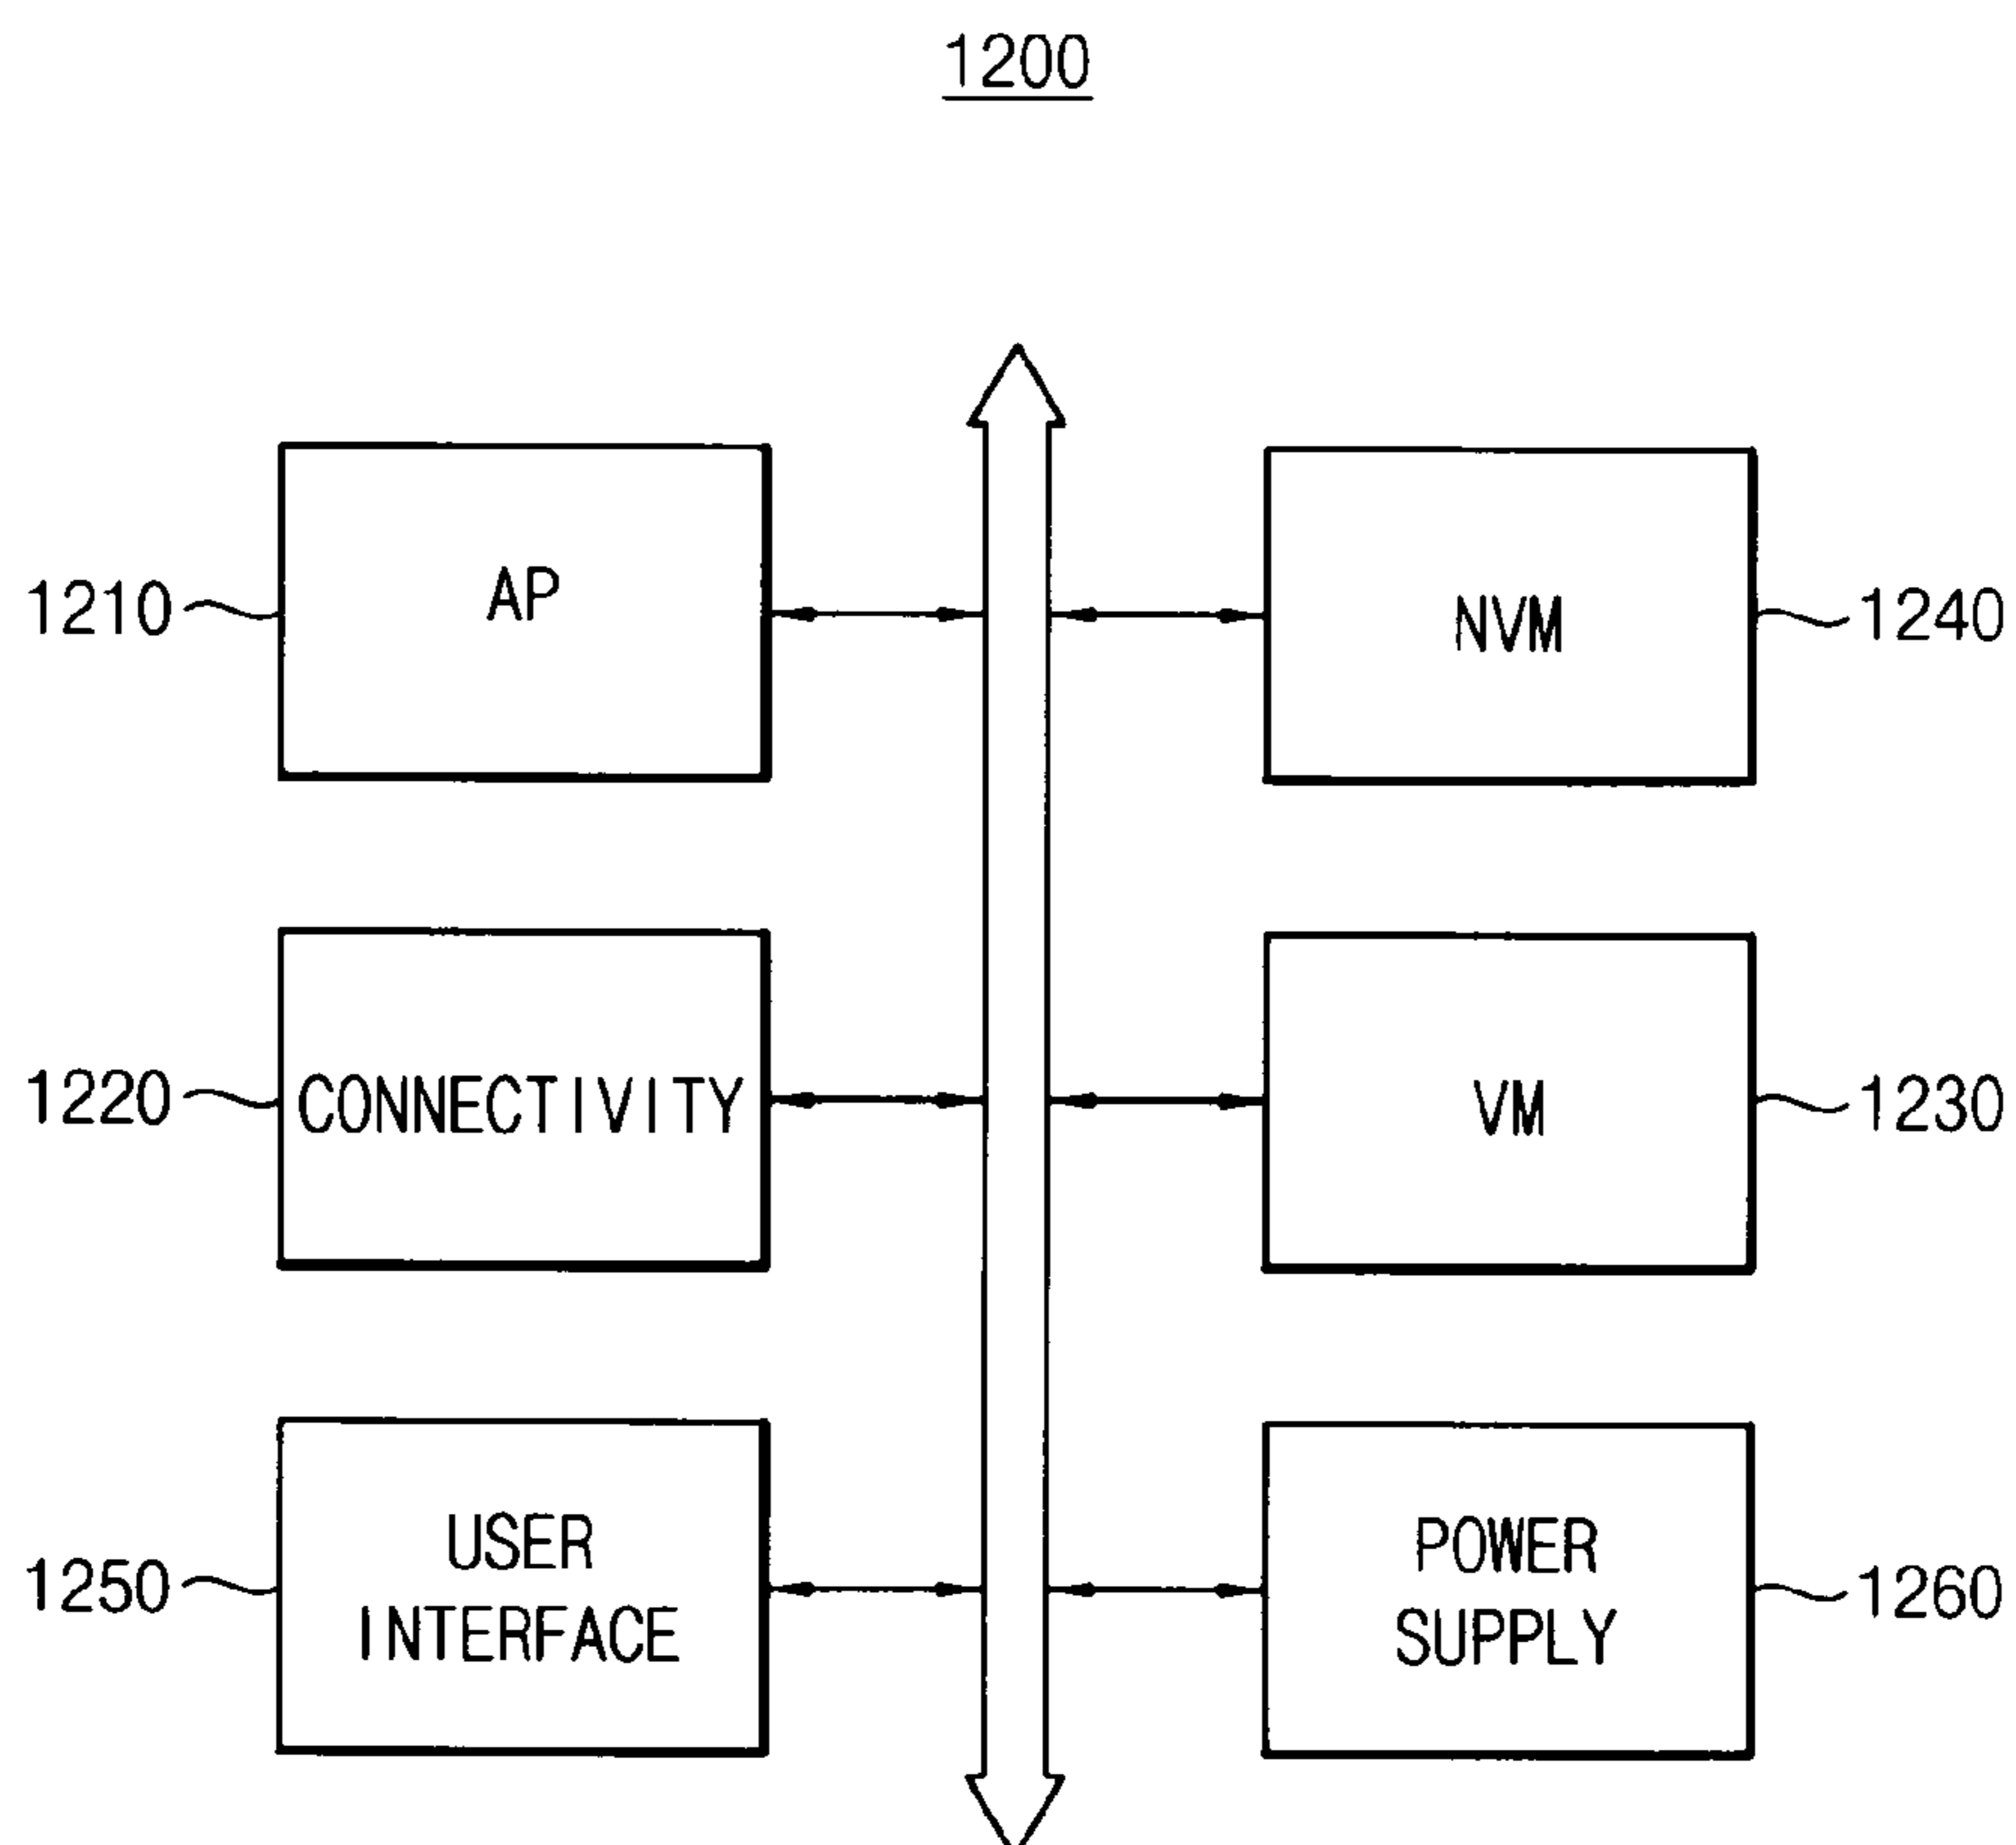 1200
1210
AP
NVM
1240
1220
CONNECTIVITY
VM
1230
1250
USER
INTERFACE
POWER
SUPPLY
1260